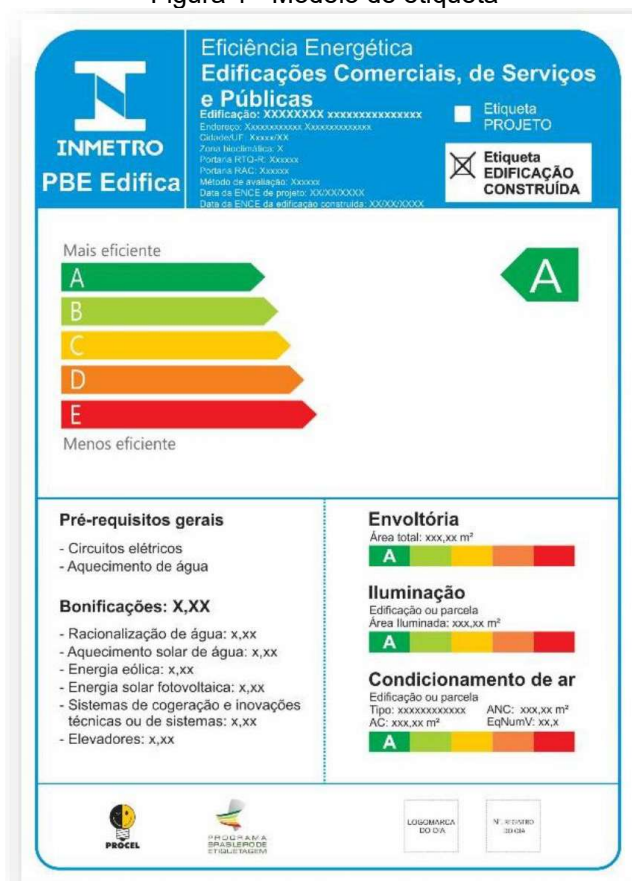 Figura 1 - Modelo de etiqueta
INMETRO
PBE Edifica
Eficiência Energética
Edificações Comerciais, de Serviços
e Públicas
Edificação: XXXXXXXX xxxxxxxxxxxxxxx
Endereço: Xxxxxxxxxxx Xxxxxxxxxxxxx
Cidade/UF: Xxxxx/XX
Zona bioclimática: X
Portaria RTQ-R: Xxxxxx
Portaria RAC: Xxxxxx
Método de avaliação: Xxxxxx
Data da ENCE de projeto: XX/XX/XXXX
Data da ENCE da edificação construída: XX/XX/XXXX
Etiqueta
PROJETO
Etiqueta
EDIFICAÇÃO
CONSTRUÍDA
Mais eficiente
A
B
C
D
E
Menos eficiente
A
Pré-requisitos gerais
- Circuitos elétricos
- Aquecimento de água
Bonificações: X,XX
- Racionalização de água: x,xx
- Aquecimento solar de água: x,xx
- Energia eólica: x,xx
- Energia solar fotovoltaica: x,xx
- Sistemas de cogeração e inovações
técnicas ou de sistemas: x,xx
- Elevadores: x,xx
Envoltória
Área total: xxx,xx m²
A
Iluminação
Edificação ou parcela
Área Iluminada: xxx,xx m²
A
Condicionamento de ar
Edificação ou parcela
Tipo: xxxxxxxxxxxx ANC: xxx,xx m²
AC: xxx,xx m² EqNumV: xx,x
A
PROCEL
PROGRAMA
BRASILEIRO DE
ETIQUETAGEM
LOGOMARCA
DO OIA
Nº. REGISTRO
DO OIA